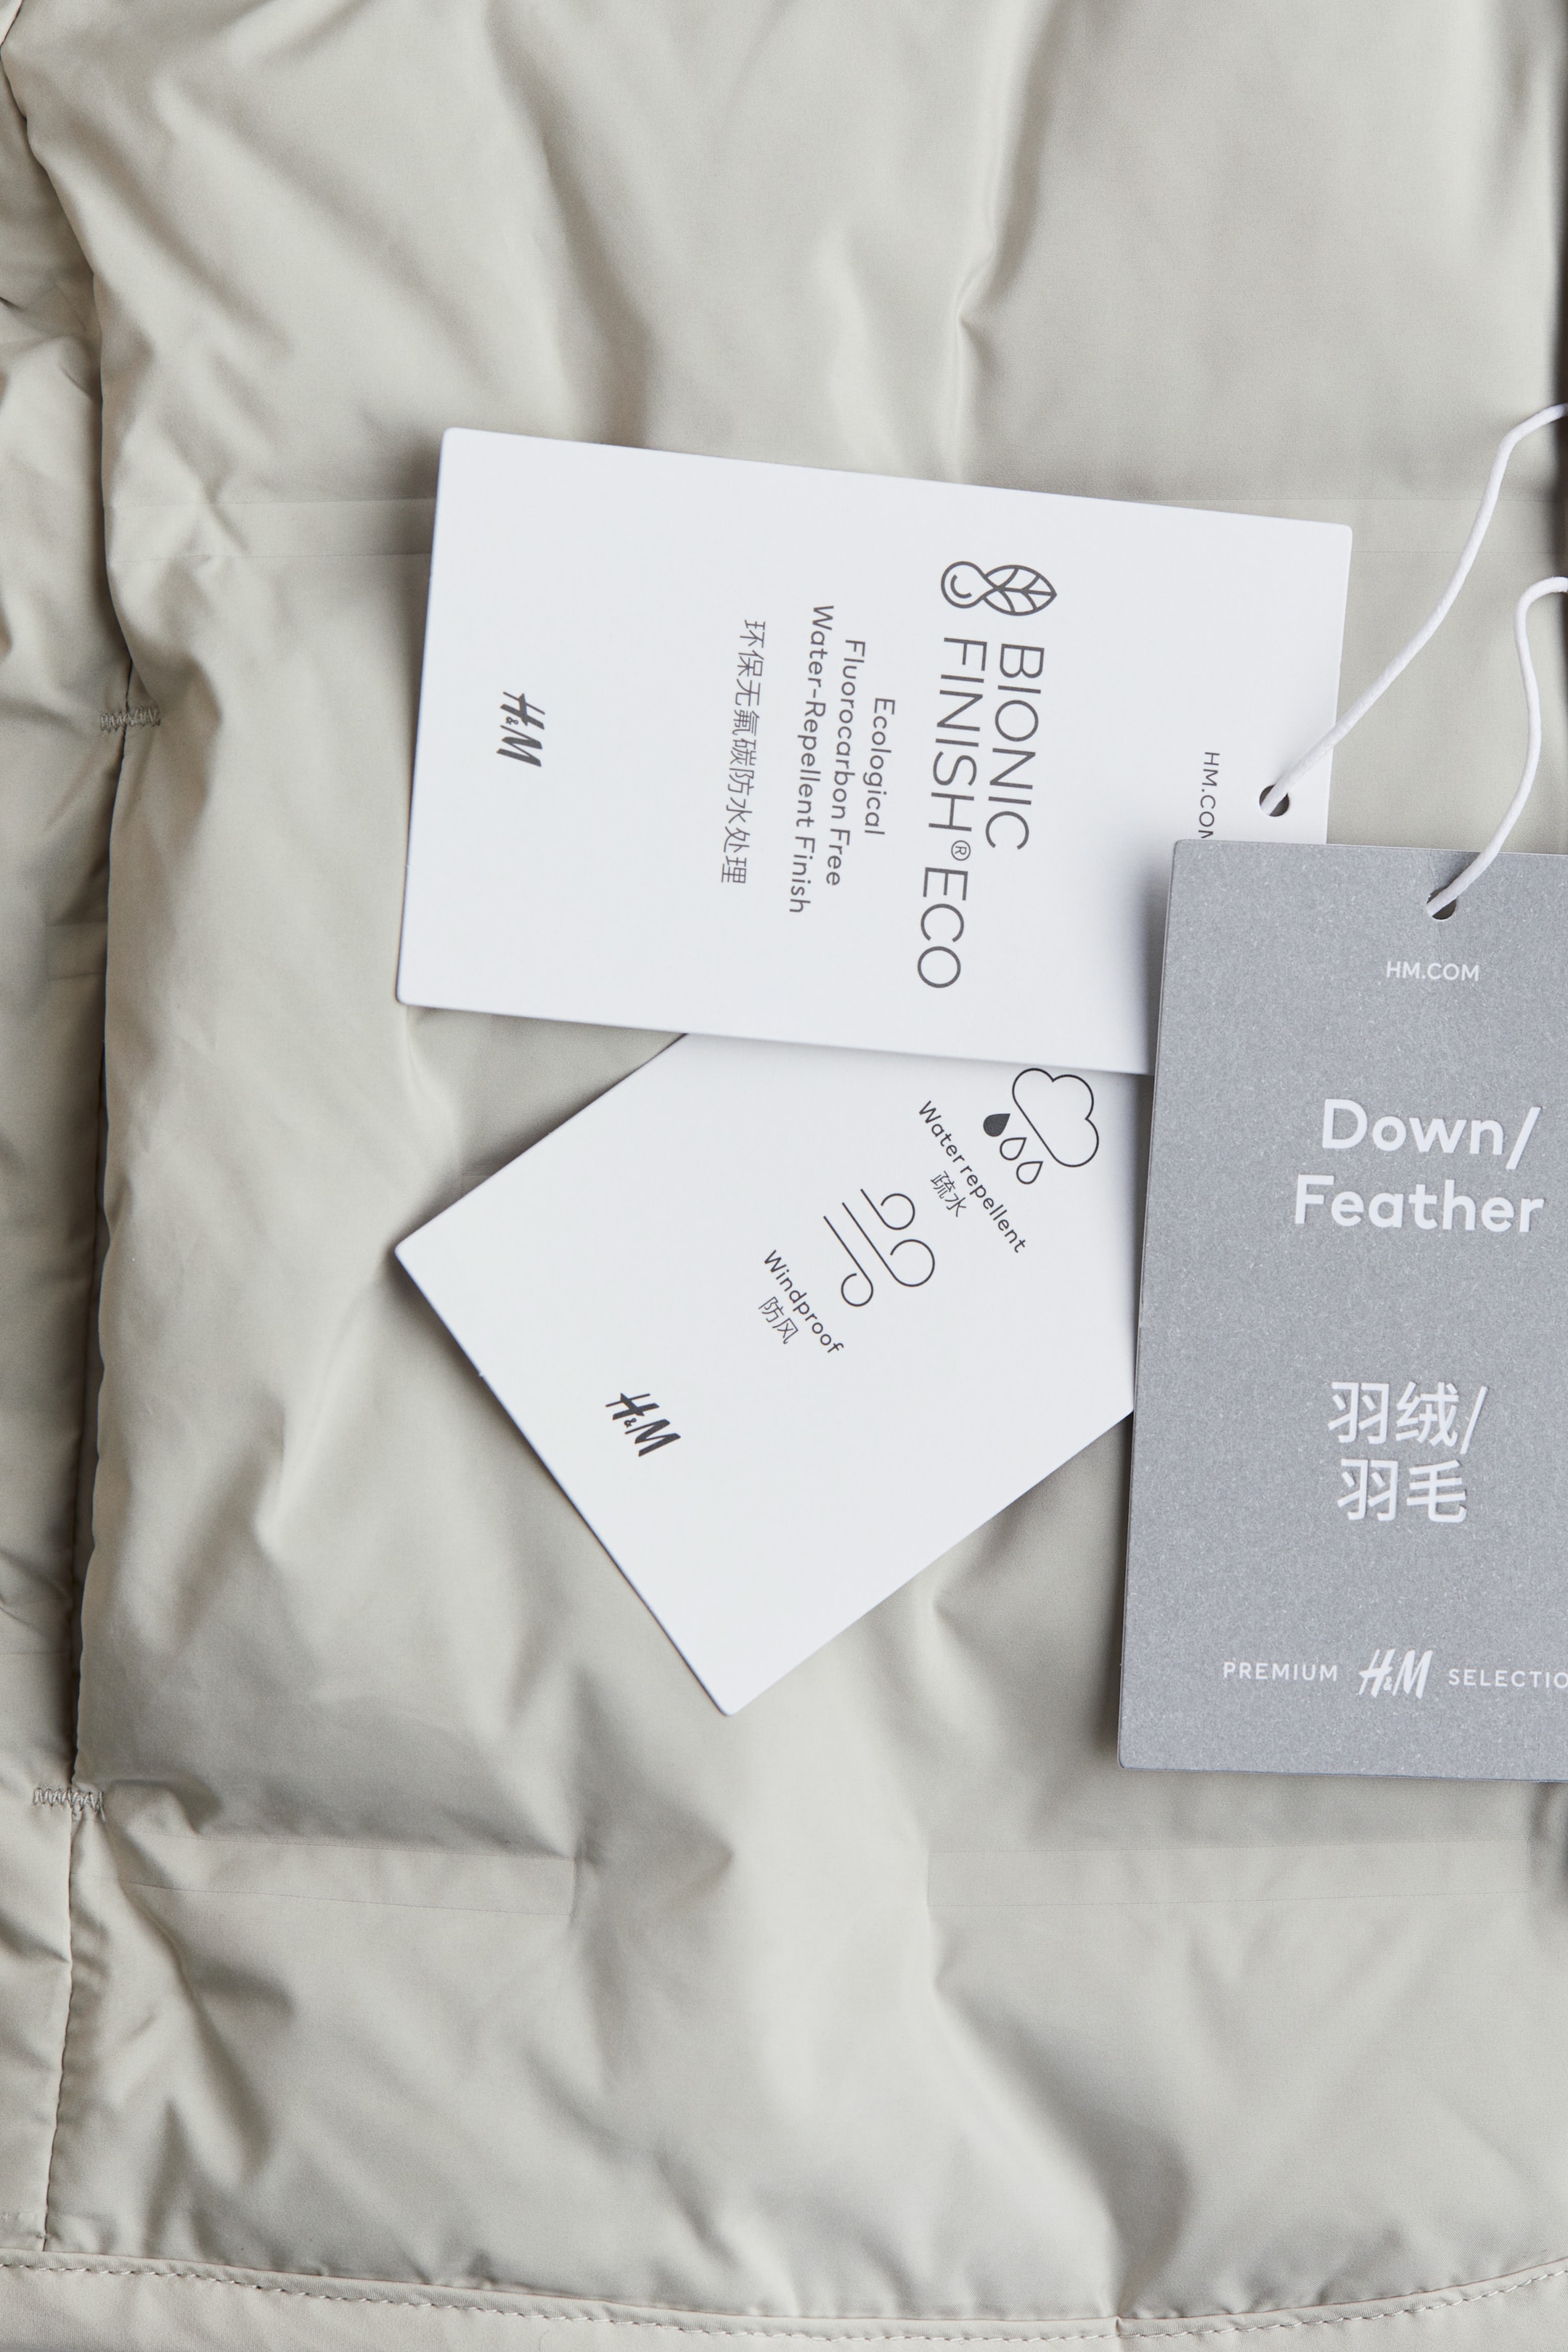 HM.COM
BIONIC
FINISH®ECO
Ecological
Fluorocarbon Free
Water-Repellent Finish
环保无氟碳防水处理
H&M
Water repellent
疏水
Windproof
防风
H&M
HM.COM
Down/
Feather
羽绒/
羽毛
PREMIUM H&M SELECTIO